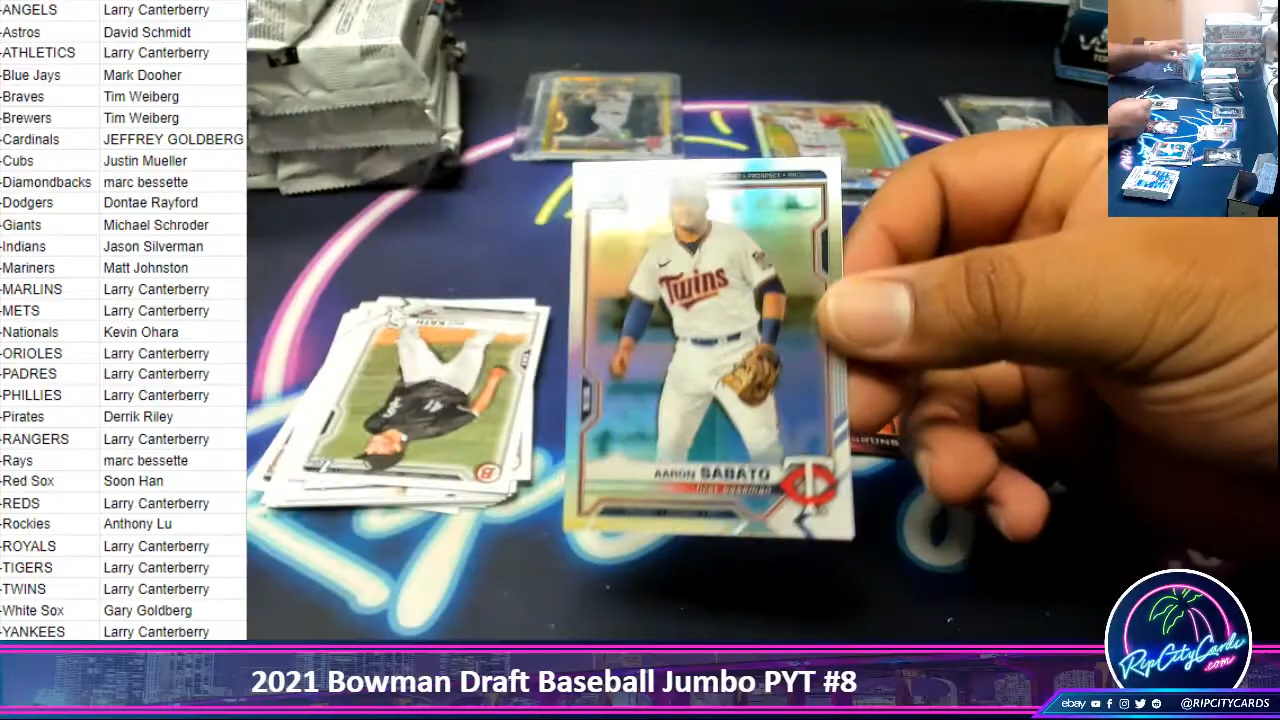 -ANGELS Larry Canterberry
-Astros David Schmidt
-ATHLETICS Larry Canterberry
-Blue Jays Mark Dooher
-Braves Tim Weiberg
-Brewers Tim Weiberg
-Cardinals JEFFREY GOLDBERG
-Cubs Justin Mueller
-Diamondbacks marc bessette
-Dodgers Dontae Rayford
-Giants Michael Schroder
-Indians Jason Silverman
-Mariners Matt Johnston
-MARLINS Larry Canterberry
-METS Larry Canterberry
-Nationals Kevin Ohara
-ORIOLES Larry Canterberry
-PADRES Larry Canterberry
-PHILLIES Larry Canterberry
-Pirates Derrik Riley
-RANGERS Larry Canterberry
-Rays marc bessette
-Red Sox Soon Han
-REDS Larry Canterberry
-Rockies Anthony Lu
-ROYALS Larry Canterberry
-TIGERS Larry Canterberry
-TWINS Larry Canterberry
-White Sox Gary Goldberg
-YANKEES Larry Canterberry
PROSPECT
Twins
AARON SABATO
FIRST BASEMAN
KATH
B
RipCityCards
.com
2021 Bowman Draft Baseball Jumbo PYT #8
ebay @RIPCITYCARDS